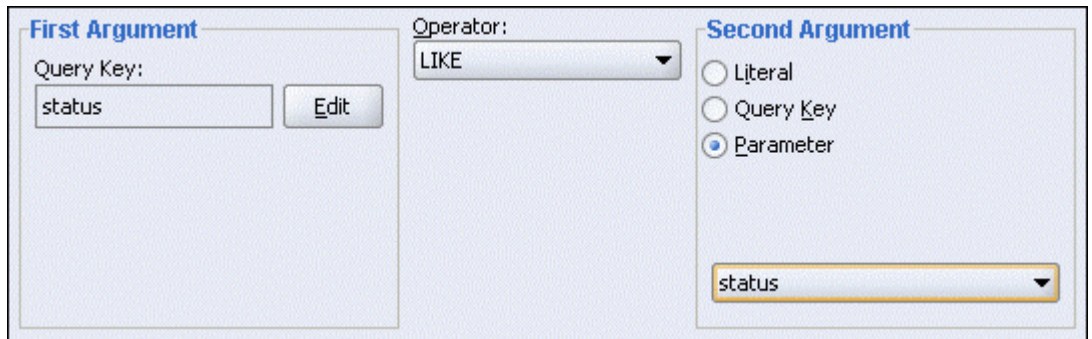 First Argument
Query Key:
status
Edit
Operator:
LIKE
Second Argument
Literal
Query Key
Parameter
status